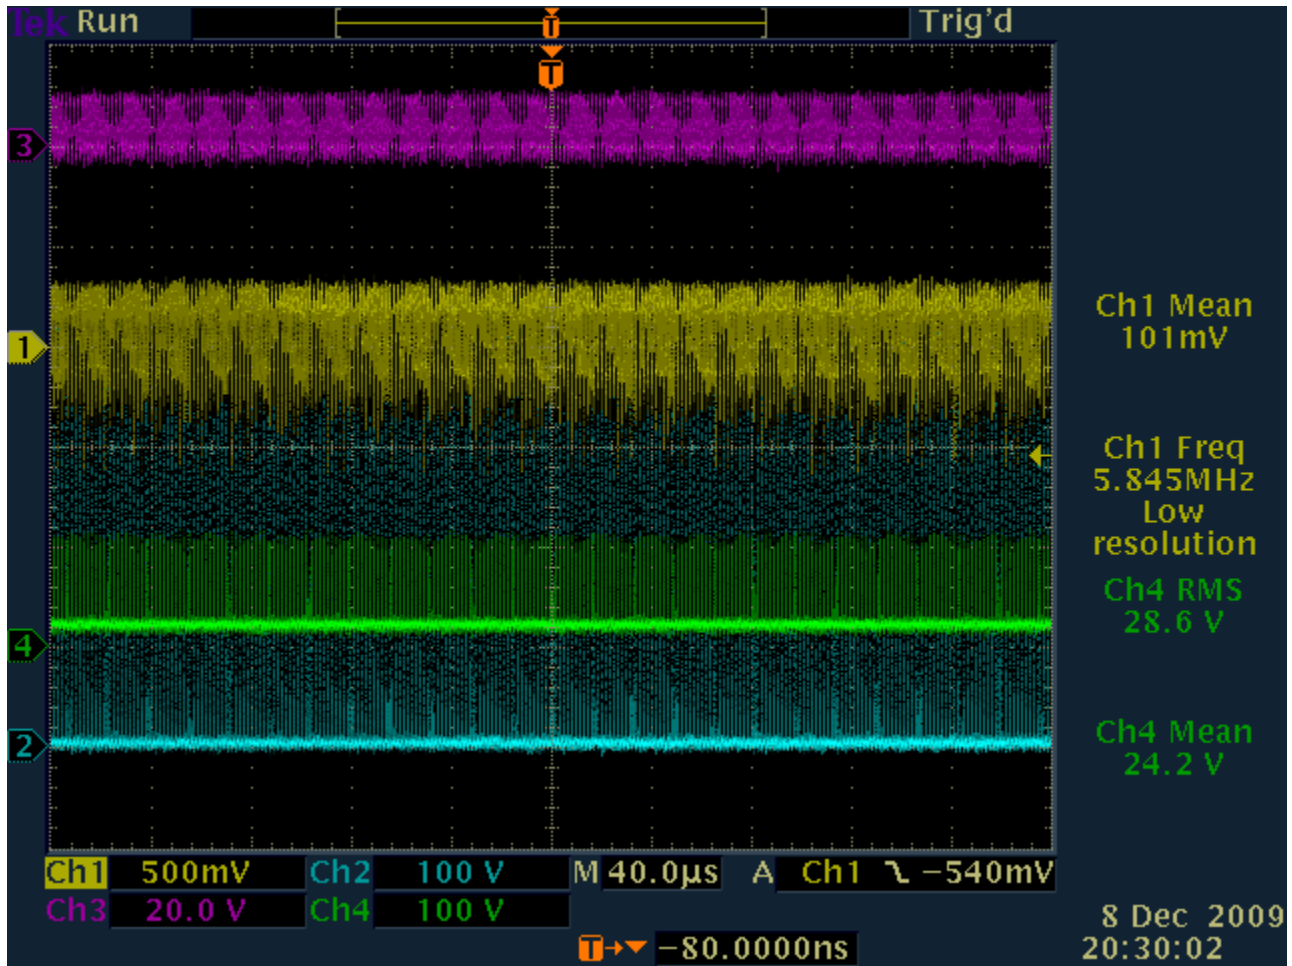 Tek Run Trig'd
T
T
3
1
4
2
Ch1 Mean
101mV
Ch1 Freq
5.845MHz
Low
resolution
Ch4 RMS
28.6 V
Ch4 Mean
24.2 V
Ch1 500mV Ch2 100 V M 40.0µs A Ch1 -540mV
Ch3 20.0 V Ch4 100 V
T -80.0000ns
8 Dec 2009
20:30:02